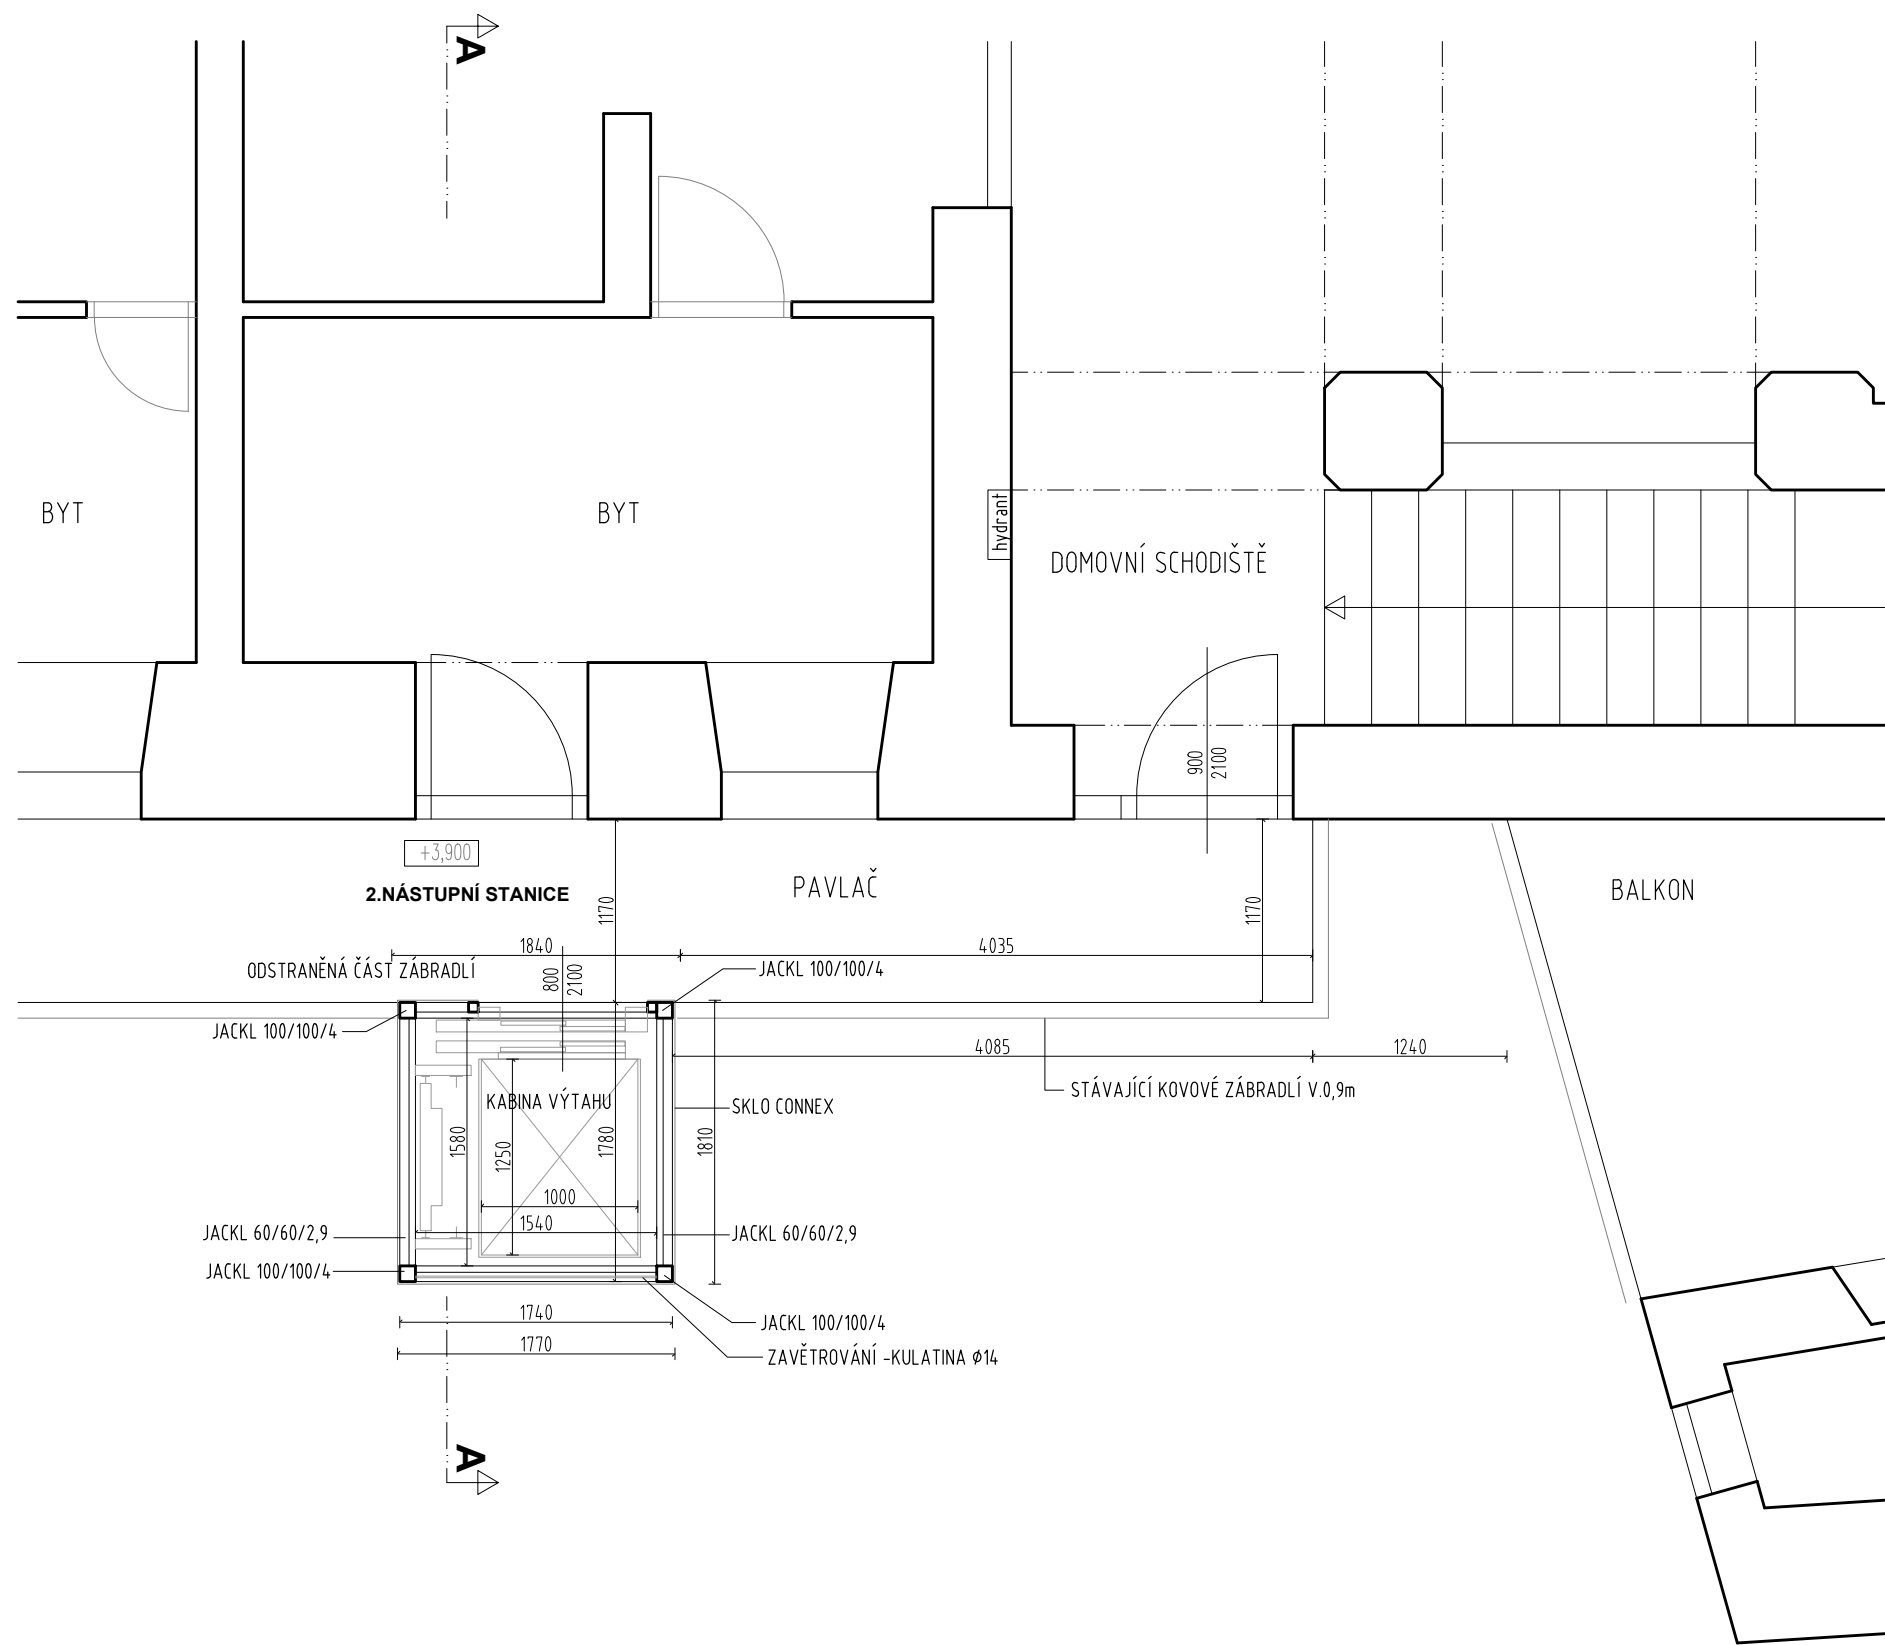 A
BYT
BYT
hydrant
DOMOVNÍ SCHODIŠTĚ
900
2100
+3,900
2.NÁSTUPNÍ STANICE
PAVLAČ
BALKON
1170
1170
1840
4035
ODSTRANĚNÁ ČÁST ZÁBRADLÍ
800
2100
JACKL 100/100/4
JACKL 100/100/4
4085
1240
STÁVAJÍCÍ KOVOVÉ ZÁBRADLÍ V.0,9m
KABINA VÝTAHU
SKLO CONNEX
1580
1250
1780
1810
1000
1540
JACKL 60/60/2,9
JACKL 60/60/2,9
JACKL 100/100/4
1740
JACKL 100/100/4
1770
ZAVĚTROVÁNÍ -KULATINA Ø14
A